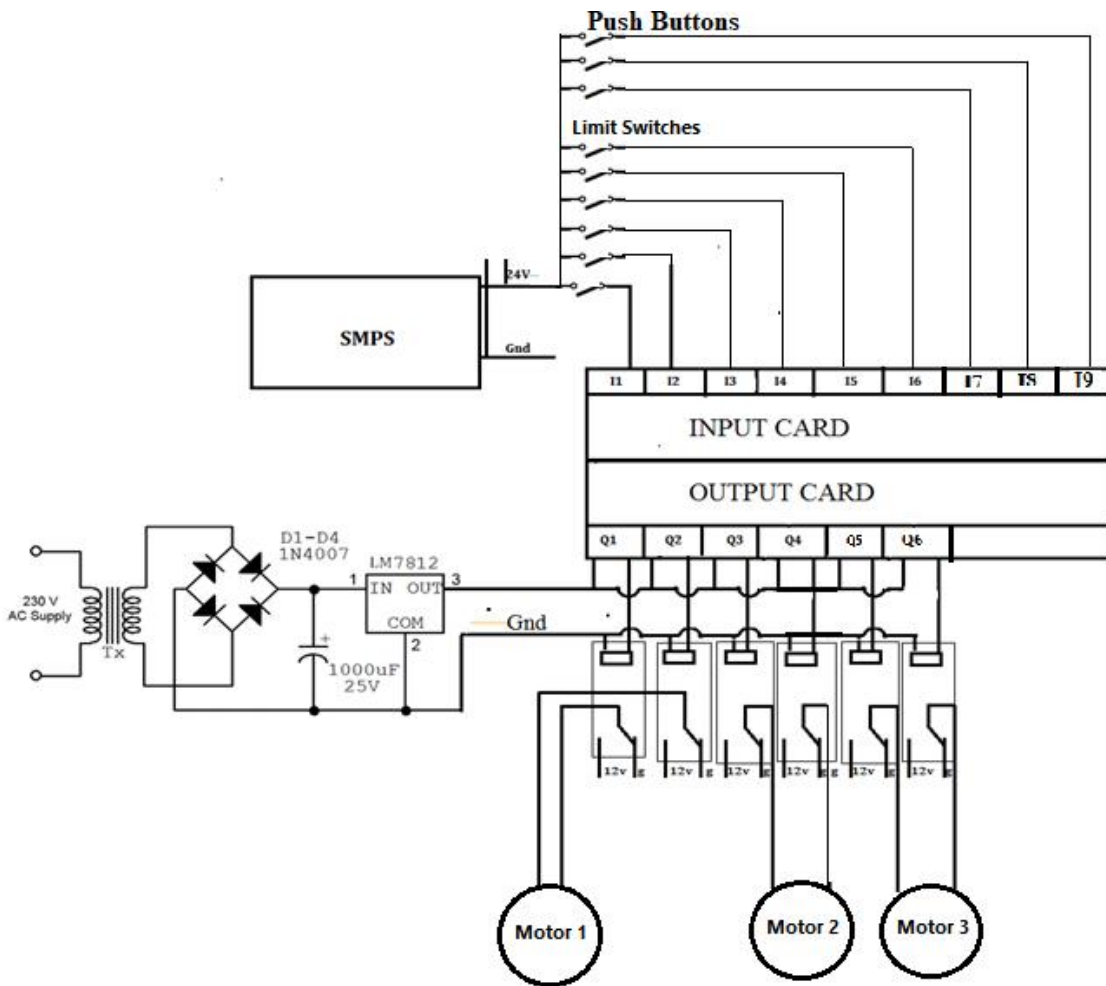 Push Buttons
Limit Switches
24V
SMPS
Gnd
I1 I2 I3 I4 I5 I6 I7 I8 I9
INPUT CARD
OUTPUT CARD
Q1 Q2 Q3 Q4 Q5 Q6
D1-D4
1N4007
LM7812
1 IN OUT 3
COM
2
230 V
AC Supply
Tx
+
1000uF
25V
Gnd
12v g 12v g 12v g 12v g 12v g 12v g
Motor 1 Motor 2 Motor 3